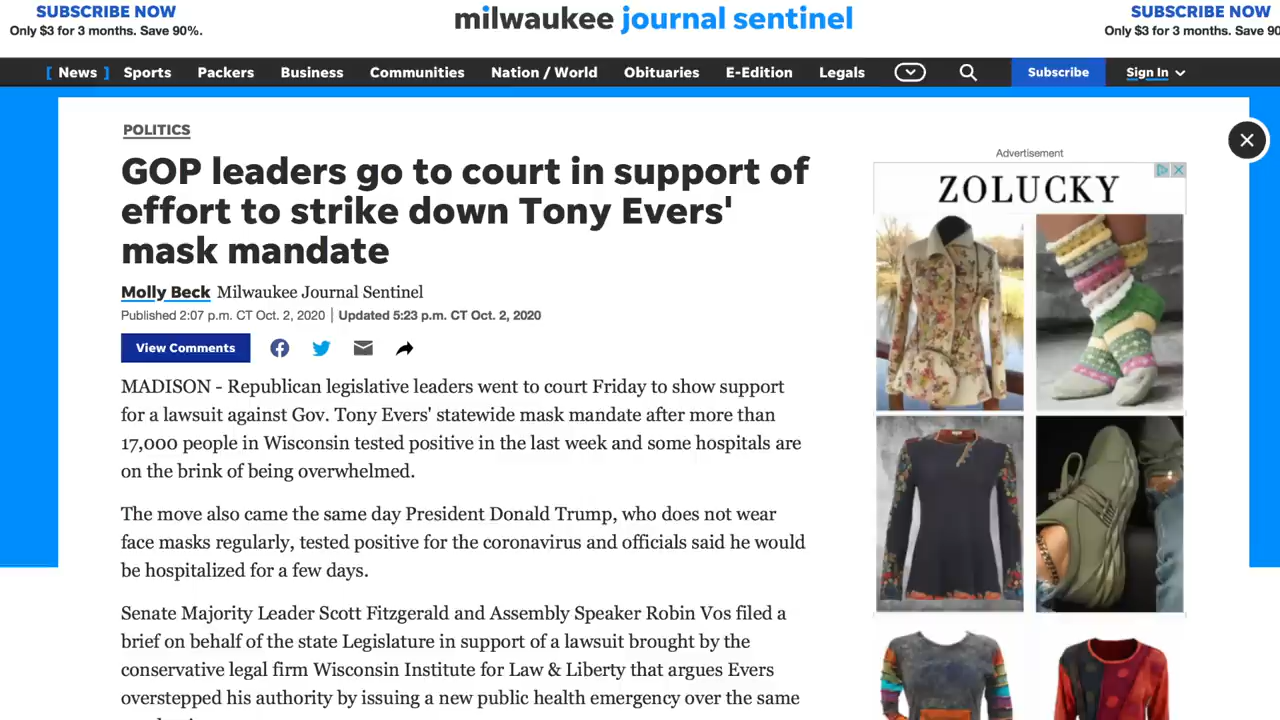 SUBSCRIBE NOW
Only $3 for 3 months. Save 90%.
milwaukee journal sentinel
SUBSCRIBE NOW
Only $3 for 3 months. Save 90
[ News ] Sports Packers Business Communities Nation / World Obituaries E-Edition Legals Subscribe Sign In
POLITICS
GOP leaders go to court in support of
effort to strike down Tony Evers'
mask mandate
Molly Beck Milwaukee Journal Sentinel
Published 2:07 p.m. CT Oct. 2, 2020 | Updated 5:23 p.m. CT Oct. 2, 2020
View Comments
MADISON - Republican legislative leaders went to court Friday to show support
for a lawsuit against Gov. Tony Evers' statewide mask mandate after more than
17,000 people in Wisconsin tested positive in the last week and some hospitals are
on the brink of being overwhelmed.
The move also came the same day President Donald Trump, who does not wear
face masks regularly, tested positive for the coronavirus and officials said he would
be hospitalized for a few days.
Senate Majority Leader Scott Fitzgerald and Assembly Speaker Robin Vos filed a
brief on behalf of the state Legislature in support of a lawsuit brought by the
conservative legal firm Wisconsin Institute for Law & Liberty that argues Evers
overstepped his authority by issuing a new public health emergency over the same
Advertisement
ZOLUCKY